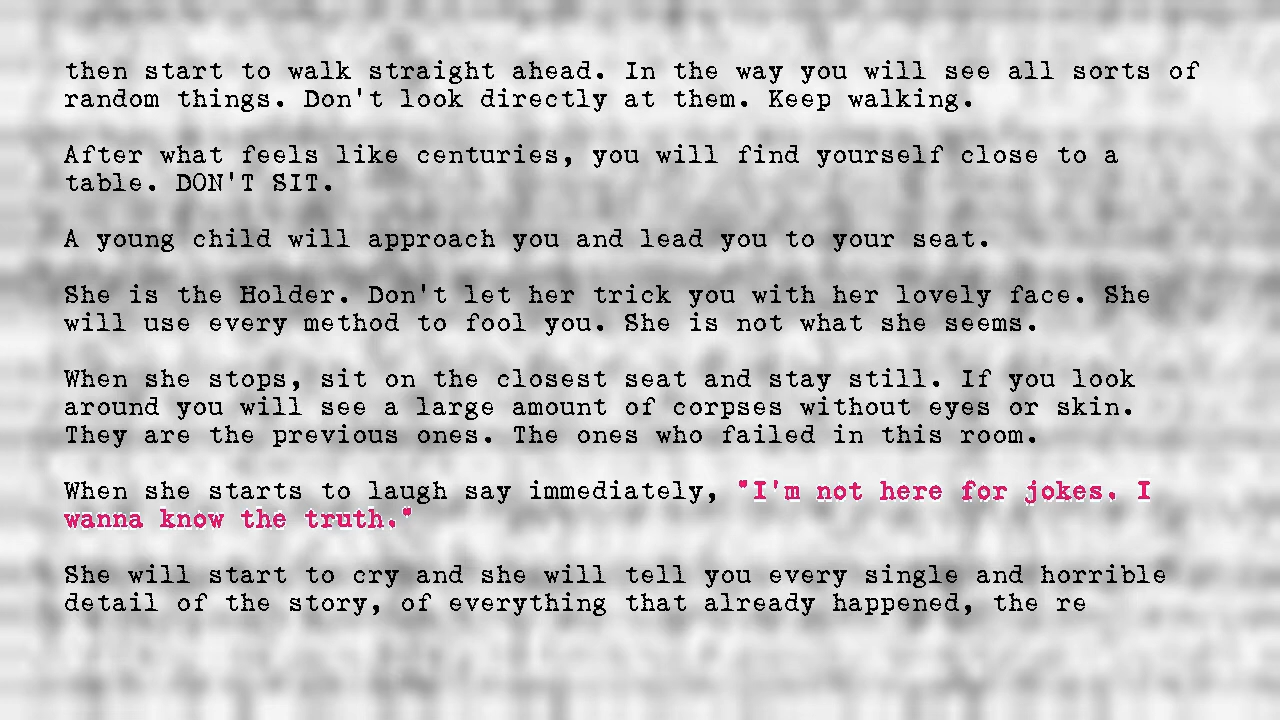 then start to walk straight ahead. In the way you will see all sorts of
random things. Don't look directly at them. Keep walking.
After what feels like centuries, you will find yourself close to a
table. DON'T SIT.
A young child will approach you and lead you to your seat.
She is the Holder. Don't let her trick you with her lovely face. She
will use every method to fool you. She is not what she seems.
When she stops, sit on the closest seat and stay still. If you look
around you will see a large amount of corpses without eyes or skin.
They are the previous ones. The ones who failed in this room.
When she starts to laugh say immediately, "I'm not here for jokes. I
wanna know the truth."
She will start to cry and she will tell you every single and horrible
detail of the story, of everything that already happened, the re